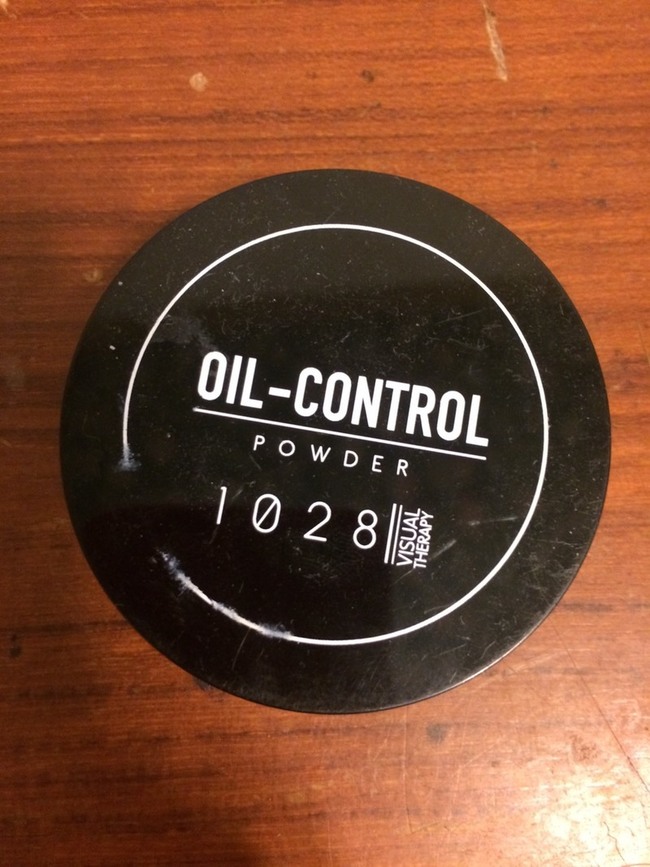 OIL-CONTROL
POWDER
1028 VISUAL
THERAPY